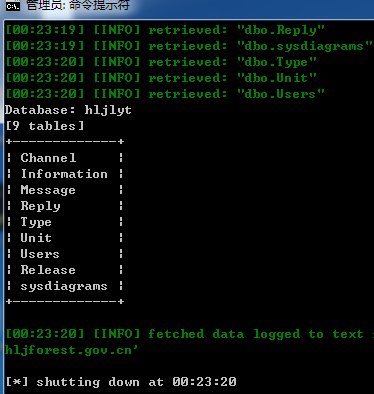 管理员: 命令提示符
[00:23:19] [INFO] retrieved: "dbo.Reply"
[00:23:19] [INFO] retrieved: "dbo.sysdiagrams"
[00:23:20] [INFO] retrieved: "dbo.Type"
[00:23:20] [INFO] retrieved: "dbo.Unit"
[00:23:20] [INFO] retrieved: "dbo.Users"
Database: hljlyt
[9 tables]
+-------------+
| Channel     |
| Information |
| Message     |
| Reply       |
| Type        |
| Unit        |
| Users       |
| Release     |
| sysdiagrams |
+-------------+
[00:23:20] [INFO] fetched data logged to text
hljforest.gov.cn'
[*] shutting down at 00:23:20